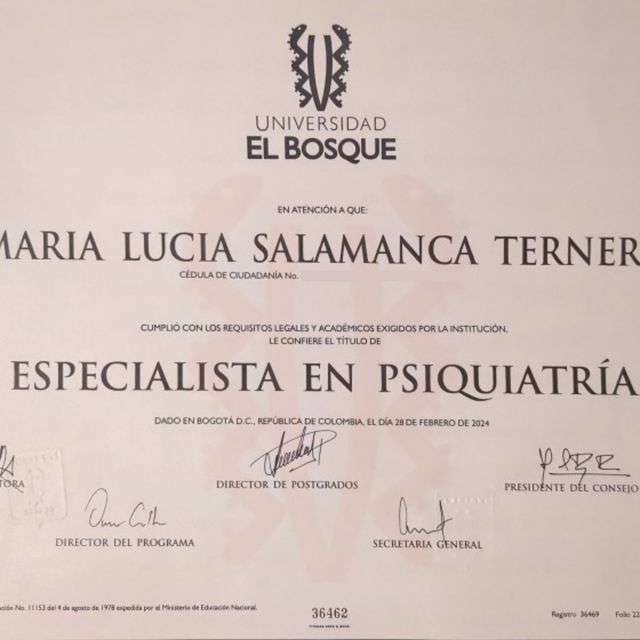 UNIVERSIDAD
EL BOSQUE
EN ATENCIÓN A QUE:
MARIA LUCIA SALAMANCA TERNER
CÉDULA DE CIUDADANÍA No.
CUMPLIÓ CON LOS REQUISITOS LEGALES Y ACADÉMICOS EXIGIDOS POR LA INSTITUCIÓN,
LE CONFIERE EL TÍTULO DE
ESPECIALISTA EN PSIQUIATRÍA
DADO EN BOGOTÁ D.C., REPÚBLICA DE COLOMBIA, EL DÍA 28 DE FEBRERO DE 2024
TORA
DIRECTOR DE POSTGRADOS
PRESIDENTE DEL CONSEJO
DIRECTOR DEL PROGRAMA
SECRETARIA GENERAL
ución No. 11153 del 4 de agosto de 1978 expedida por el Ministerio de Educación Nacional.
36462
Registro 36469 Folio 22